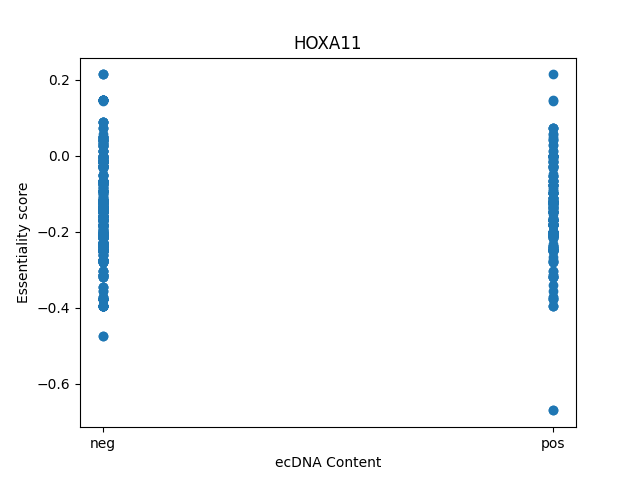 HOXA11
Essentiality score
0.2
0.0
−0.2
−0.4
−0.6
neg
pos
ecDNA Content